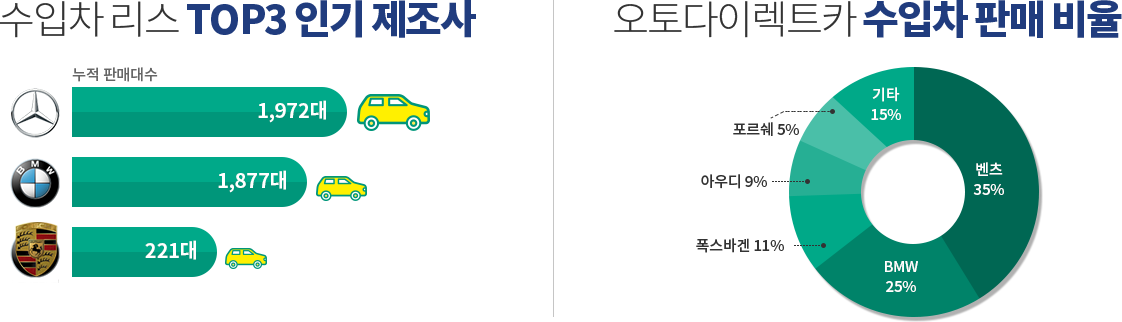 수입차 리스 TOP3 인기 제조사
누적 판매대수
1,972대
BMW
1,877대
221대
오토다이렉트카 수입차 판매 비율
기타
15%
포르쉐 5%
벤츠
35%
아우디 9%
폭스바겐 11%
BMW
25%